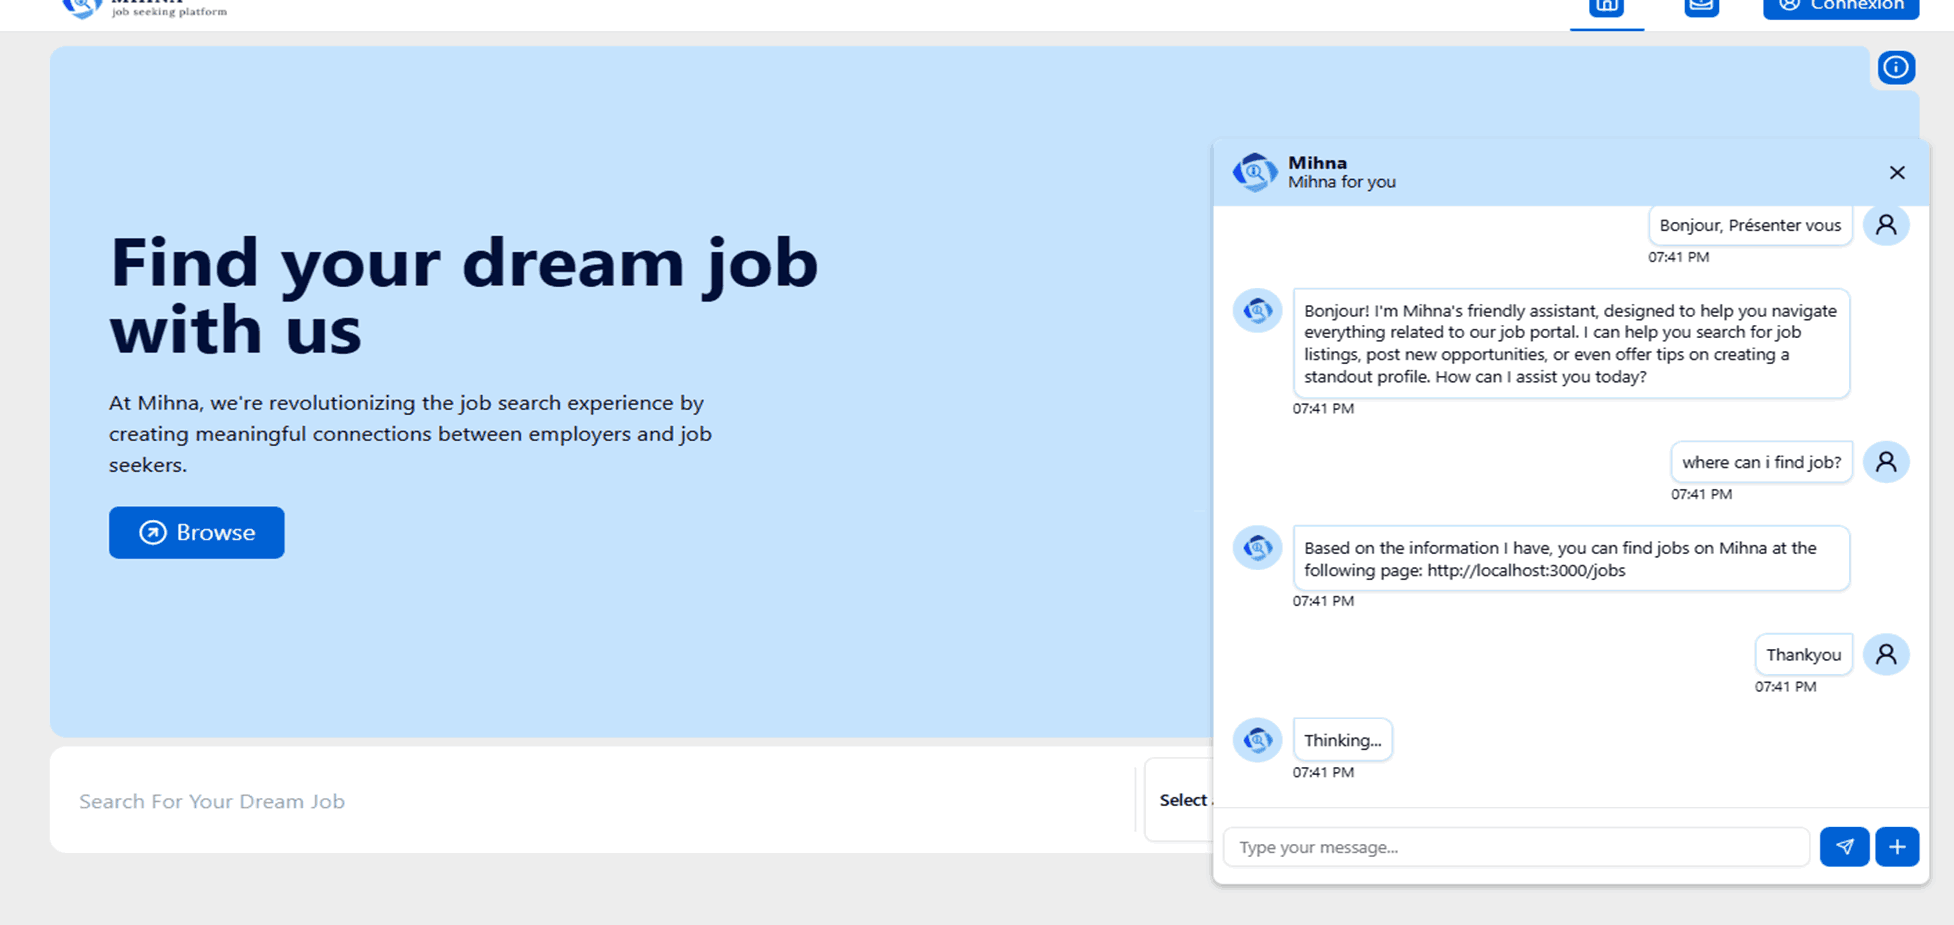 MIHNA
job seeking platform
Connexion
Find your dream job
with us
At Mihna, we're revolutionizing the job search experience by
creating meaningful connections between employers and job
seekers.
Browse
Search For Your Dream Job
Select
Mihna
Mihna for you
Bonjour, Présenter vous
07:41 PM
Bonjour! I'm Mihna's friendly assistant, designed to help you navigate
everything related to our job portal. I can help you search for job
listings, post new opportunities, or even offer tips on creating a
standout profile. How can I assist you today?
07:41 PM
where can i find job?
07:41 PM
Based on the information I have, you can find jobs on Mihna at the
following page: http://localhost:3000/jobs
07:41 PM
Thankyou
07:41 PM
Thinking...
07:41 PM
Type your message...